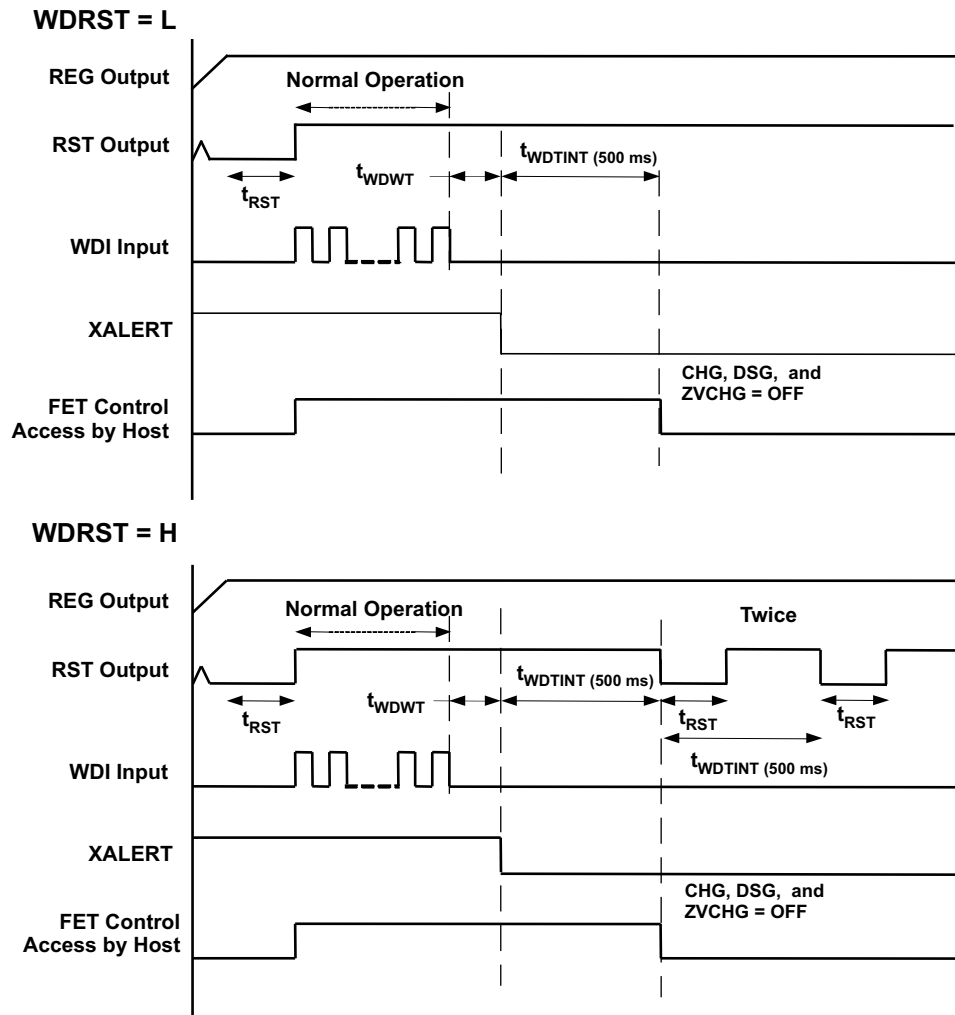 WDRST = L
REG Output
Normal Operation
RST Output
tWDTINT (500 ms)
tWDWT
tRST
WDI Input
XALERT
CHG, DSG, and
ZVCHG = OFF
FET Control
Access by Host
WDRST = H
REG Output
Normal Operation
Twice
RST Output
tWDTINT (500 ms)
tRST
tWDWT
tRST
tRST
tWDTINT (500 ms)
WDI Input
XALERT
CHG, DSG, and
ZVCHG = OFF
FET Control
Access by Host